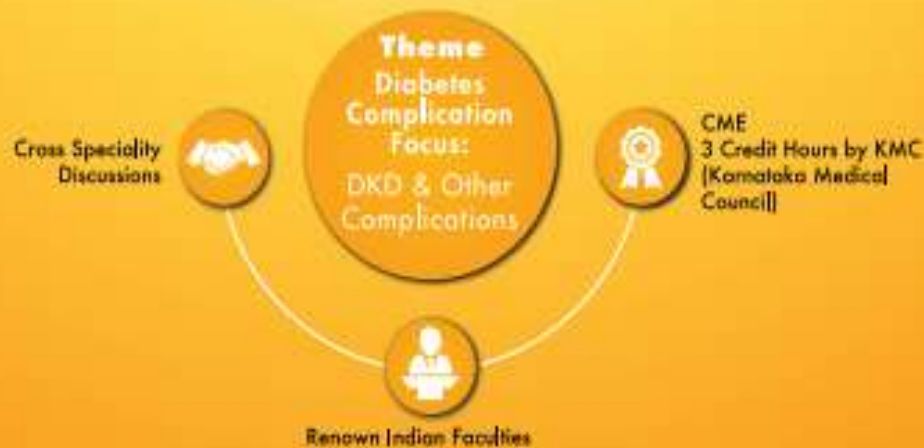 Theme
Diabetes
Complication
Focus:
DKD & Other
Complications
Cross Speciality
Discussions
CME
3 Credit Hours by KMC
(Karnataka Medical
Council)
Renown Indian Faculties